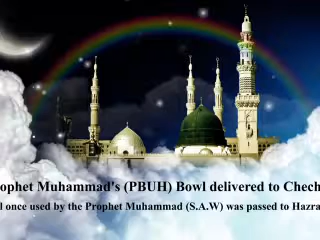 ophet Muhammad's (PBUH) Bowl delivered to Chech
l once used by the Prophet Muhammad (S.A.W) was passed to Hazra